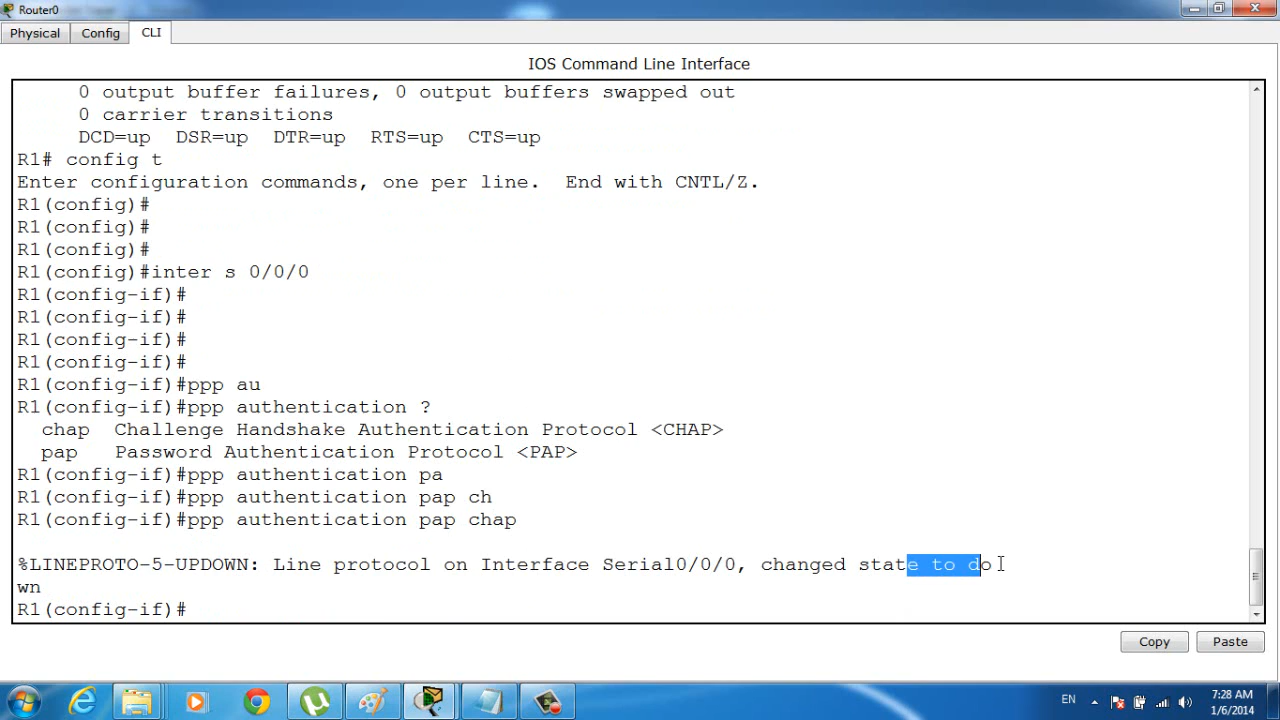 Router0
Physical Config CLI
IOS Command Line Interface
0 output buffer failures, 0 output buffers swapped out
0 carrier transitions
DCD=up DSR=up DTR=up RTS=up CTS=up
R1# config t
Enter configuration commands, one per line. End with CNTL/Z.
R1(config)#
R1(config)#
R1(config)#
R1(config)#inter s 0/0/0
R1(config-if)#
R1(config-if)#
R1(config-if)#
R1(config-if)#
R1(config-if)#ppp au
R1(config-if)#ppp authentication ?
chap Challenge Handshake Authentication Protocol <CHAP>
pap Password Authentication Protocol <PAP>
R1(config-if)#ppp authentication pa
R1(config-if)#ppp authentication pap ch
R1(config-if)#ppp authentication pap chap
%LINEPROTO-5-UPDOWN: Line protocol on Interface Serial0/0/0, changed state to do
wn
R1(config-if)#
Copy Paste
EN
7:28 AM
1/6/2014